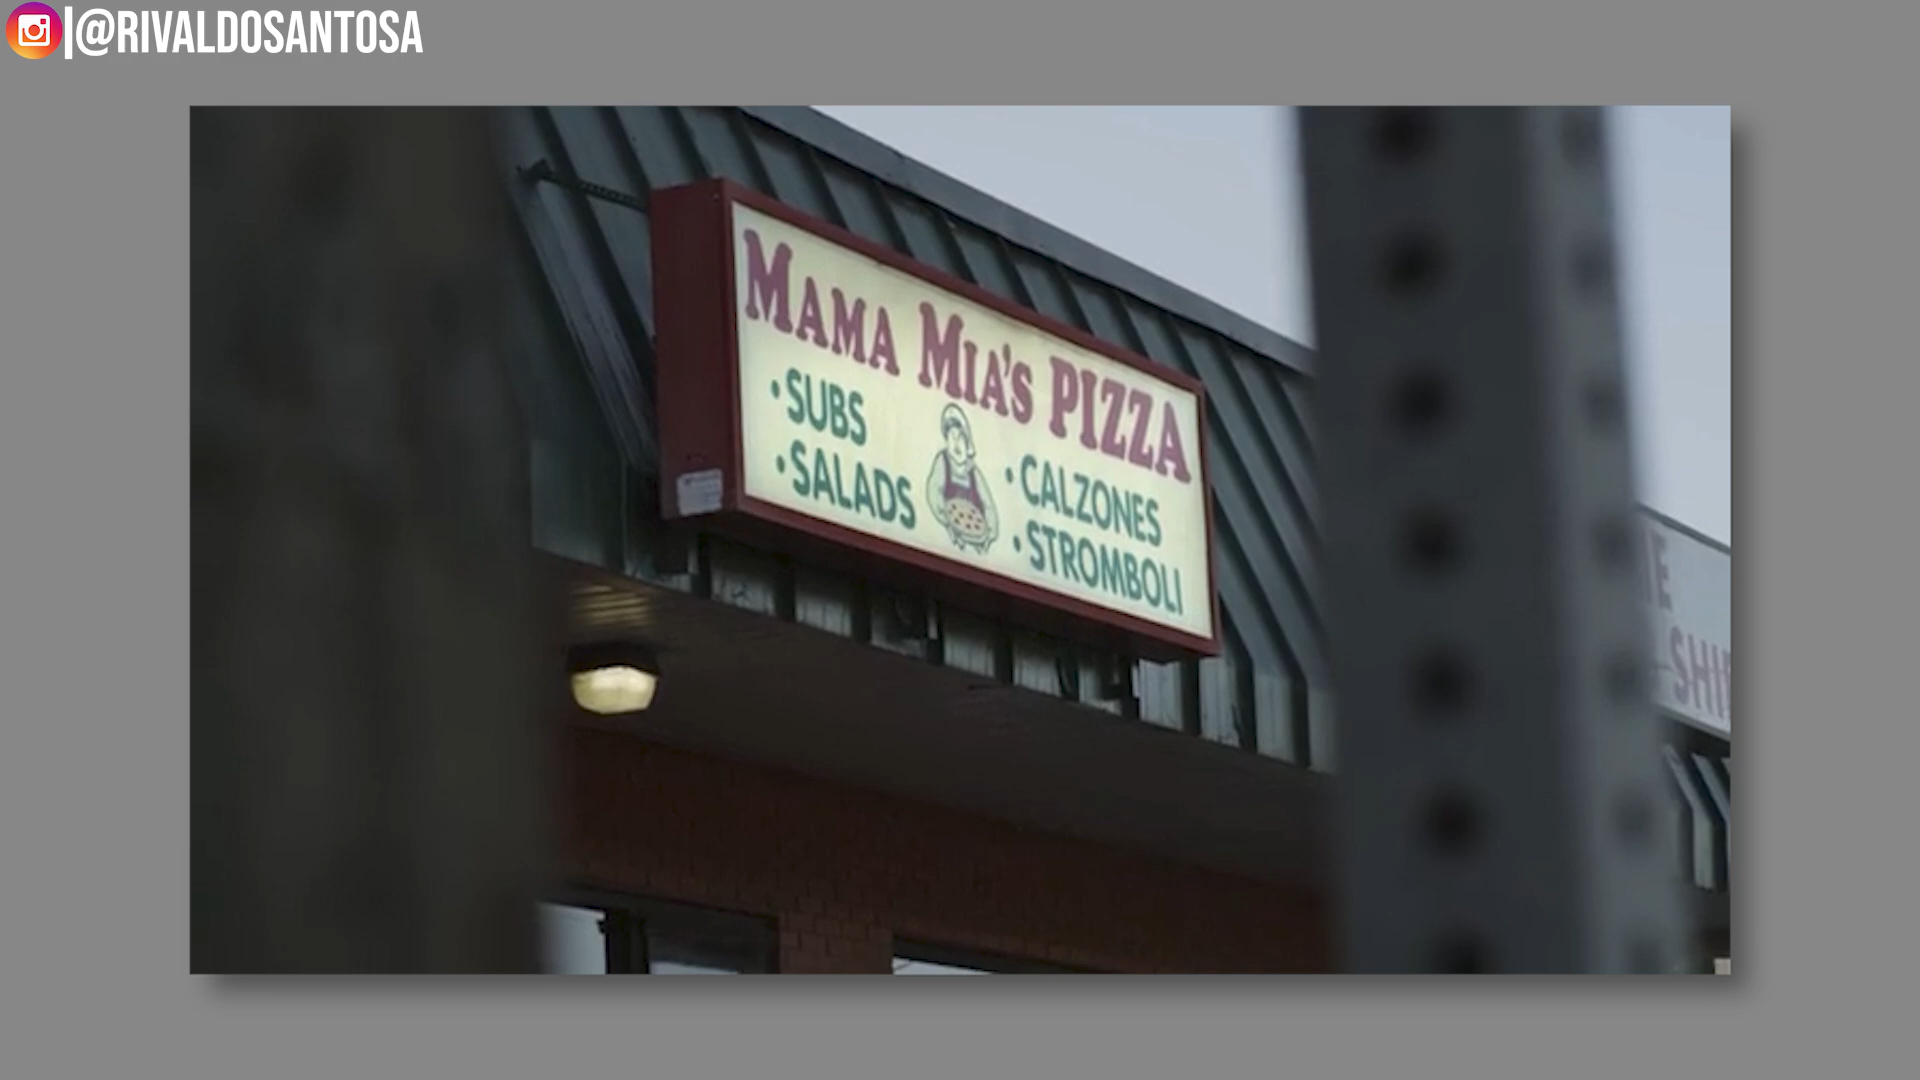 |@RIVALDOSANTOSA
MAMA MIA'S PIZZA
• SUBS
• SALADS
• CALZONES
• STROMBOLI